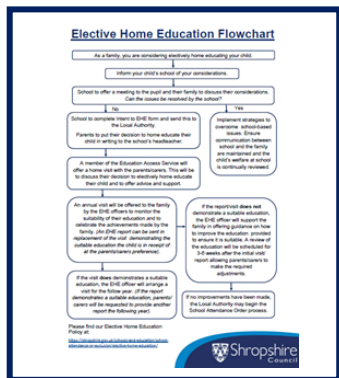 Elective Home Education Flowchart
As a family, you are considering electively home educating your child.
Inform your child's school of your considerations.
School to offer a meeting to the pupil and their family to discuss their considerations.
Can the issues be resolved by the school?
No
Yes
School to complete Intent to EHE form and send this to
the Local Authority.
Parents to put their decision to home educate their
child in writing to the school's headteacher.
Implement strategies to
overcome school-based
issues. Ensure
communication between
school and the family
are maintained and the
child's welfare at school
is continually reviewed.
A member of the Education Access Service will
offer a home visit with the parents/carers. This will be
to discuss their decision to electively home educate
their child and to offer advice and support.
An annual visit will be offered to the family
by the EHE officers to monitor the
suitability of their education and to
celebrate the achievements made by the
family. (An EHE report can be sent in
replacement of the visit demonstrating the
suitable education the child is in receipt of
at the parents/carers preference).
If the report/visit does not
demonstrate a suitable education,
the EHE officer will support the
family in offering guidance on how
to improve the education provided
to ensure it is suitable. A review of
the education will be scheduled for
3-6 weeks after the initial visit/
report allowing parents/carers to
make the required
adjustments.
If the visit does demonstrates a suitable
education, the EHE officer will arrange a
visit for the following year. (If the report
demonstrates a suitable education, parents/
carers will be requested to provide another
report the following year).
If no improvements have been made,
the Local Authority may begin the
School Attendance Order process.
Please find our Elective Home Education
Policy at:
Shropshire
Council